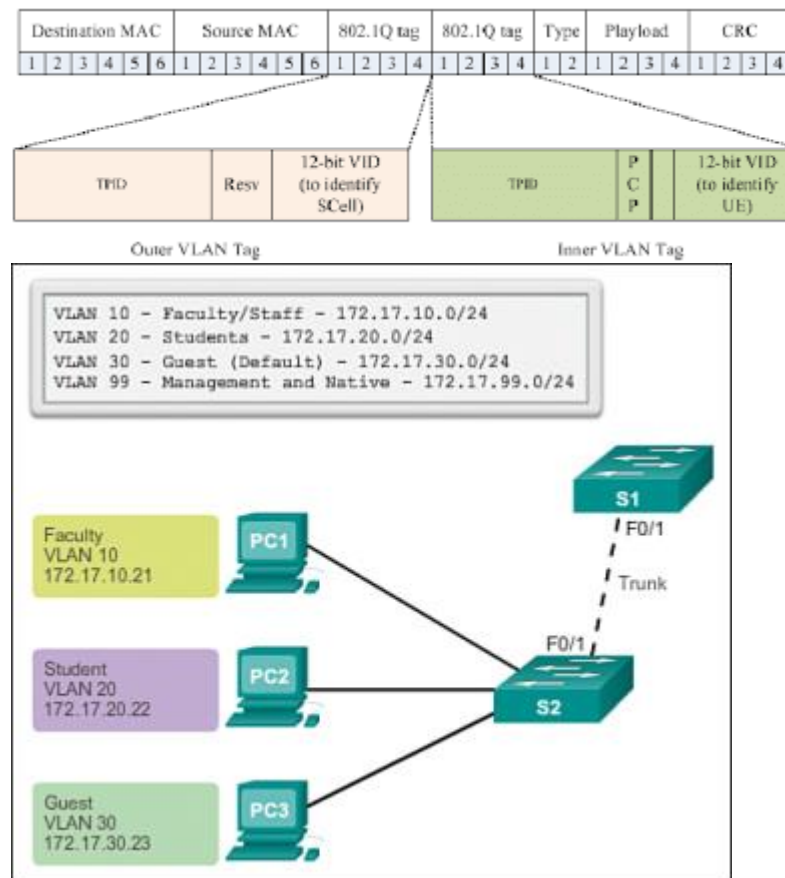 Destination MAC Source MAC 802.1Q tag 802.1Q tag Type Playload CRC
1 2 3 4 5 6 1 2 3 4 5 6 1 2 3 4 1 2 3 4 1 2 1 2 3 4 1 2 3 4
TPID Resv 12-bit VID (to identify SCell)
TPID PCP 12-bit VID (to identify UE)
Outer VLAN Tag Inner VLAN Tag
VLAN 10 - Faculty/Staff - 172.17.10.0/24
VLAN 20 - Students - 172.17.20.0/24
VLAN 30 - Guest (Default) - 172.17.30.0/24
VLAN 99 - Management and Native - 172.17.99.0/24
S1
F0/1
Trunk
F0/1
S2
Faculty
VLAN 10
172.17.10.21
PC1
Student
VLAN 20
172.17.20.22
PC2
Guest
VLAN 30
172.17.30.23
PC3